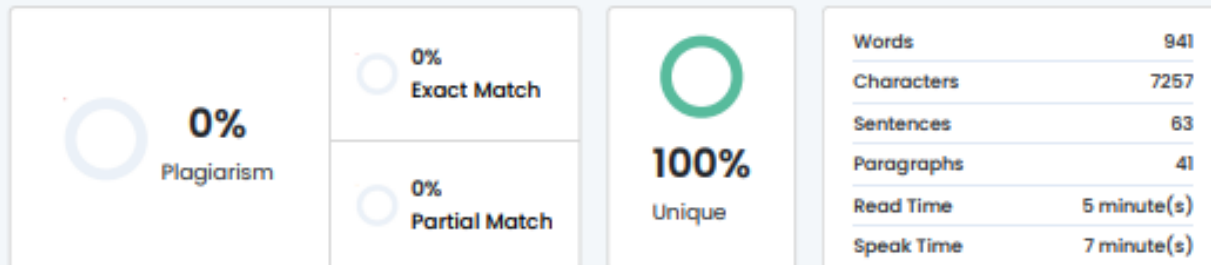 0%
Plagiarism
0%
Exact Match
0%
Partial Match
100%
Unique
Words 941
Characters 7257
Sentences 63
Paragraphs 41
Read Time 5 minute(s)
Speak Time 7 minute(s)